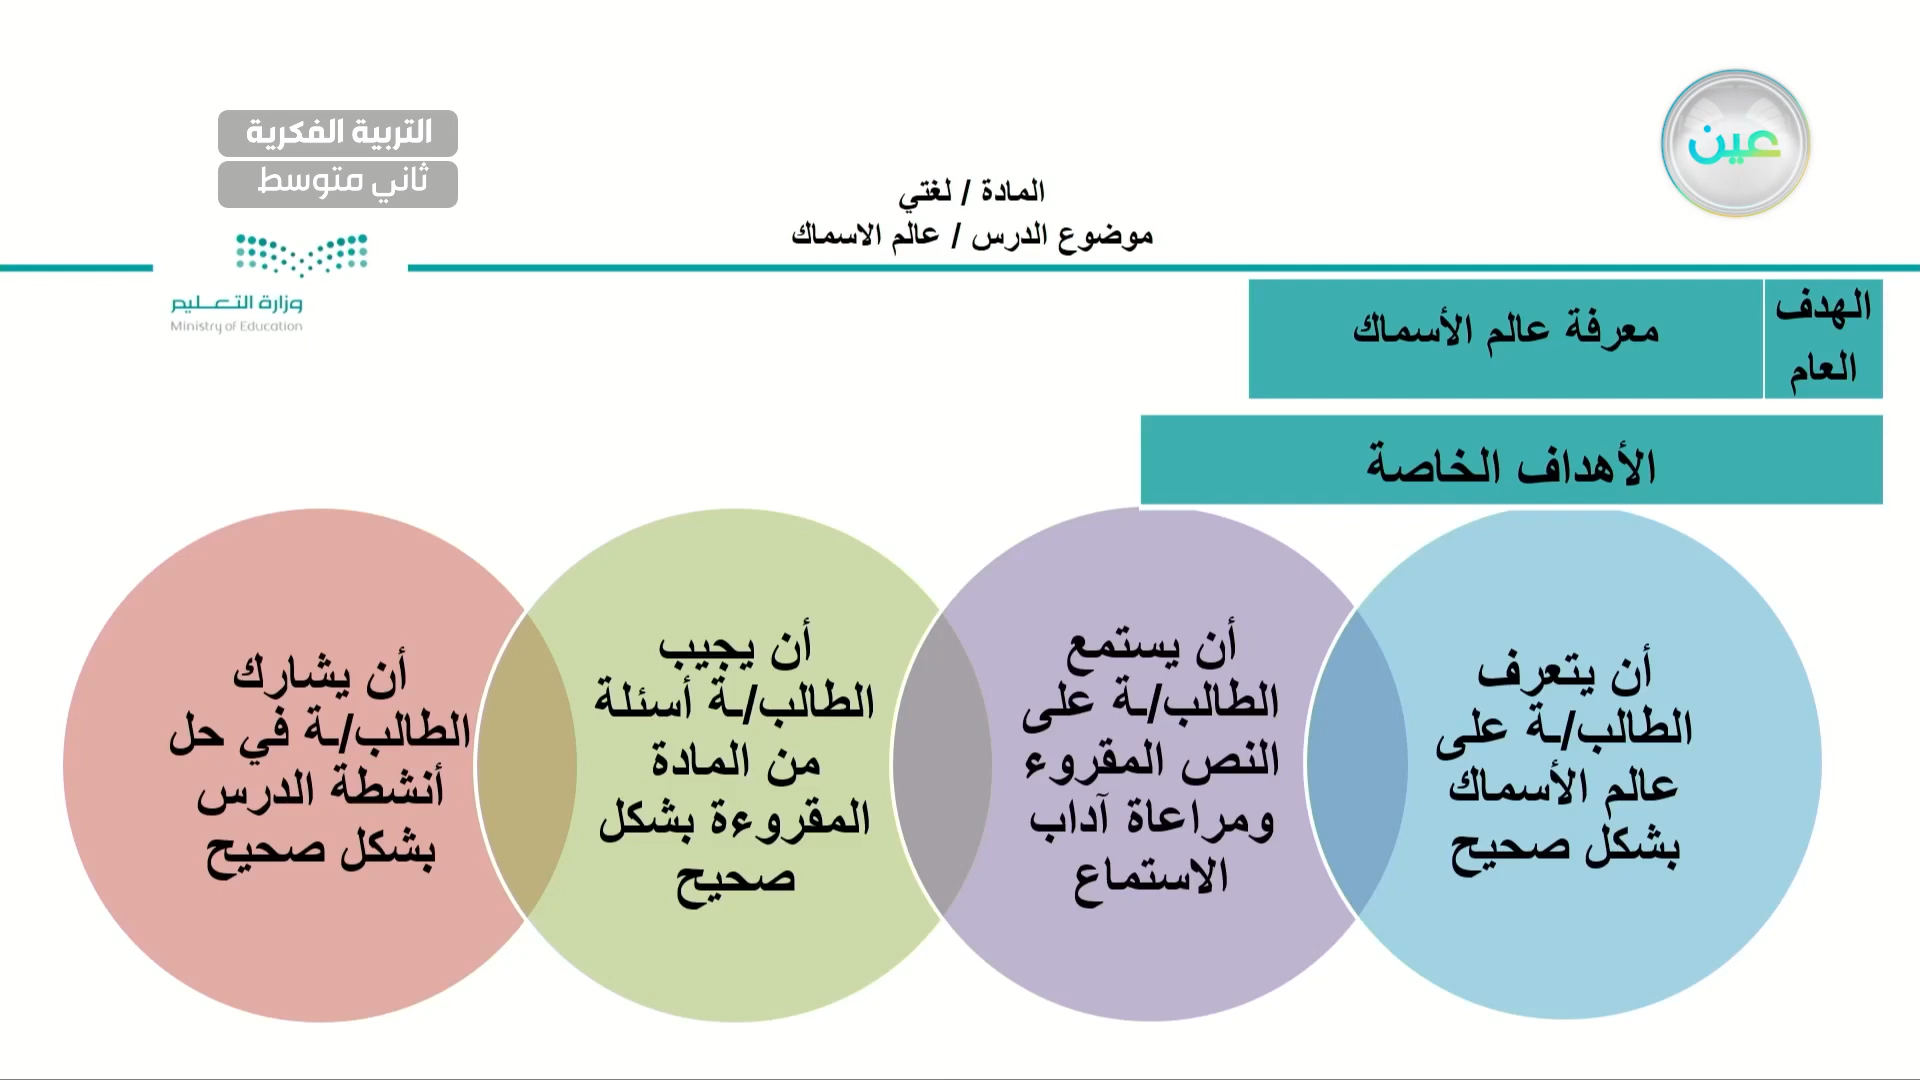 عين
التربية الفكرية
ثاني متوسط
المادة / لغتي
موضوع الدرس / عالم الاسماك
وزارة التعليم
Ministry of Education
الهدف
العام
معرفة عالم الأسماك
الأهداف الخاصة
أن يتعرف
الطالب/ـة على
عالم الأسماك
بشكل صحيح
أن يستمع
الطالب/ـة على
النص المقروء
ومراعاة آداب
الاستماع
أن يجيب
الطالب/ـة أسئلة
من المادة
المقروءة بشكل
صحيح
أن يشارك
الطالب/ـة في حل
أنشطة الدرس
بشكل صحيح